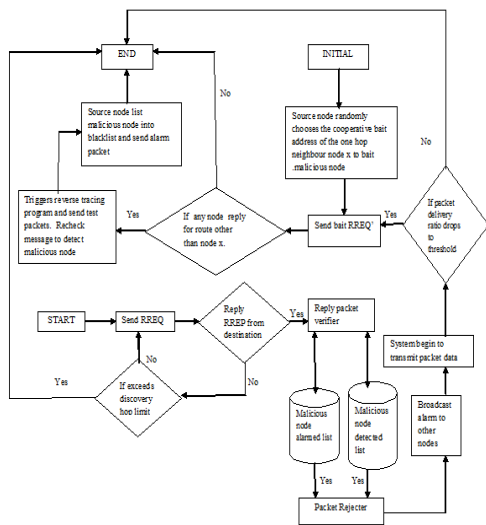 END
INITIAL
No
Source node list
malicious node into
blacklist and send alarm
packet
Source node randomly
chooses the cooperative bait
address of the one hop
neighbour node x to bait
.malicious node
No
Triggers reverse tracing
program and send test
packets. Recheck
message to detect
malicious node
Yes
If any node reply
for route other
than node x.
Send bait RREQ'
Yes
If packet
delivery
ratio drops
to
threshold
START
Send RREQ
Reply
RREP from
destination
Yes
Reply packet
verifier
System begin to
transmit packet data
No
Yes
No
If exceeds
discovery
hop limit
Malicious
node
alarmed list
Malicious
node
detected
list
Broadcast
alarm to
other
nodes
Yes
Yes
Packet Rejecter